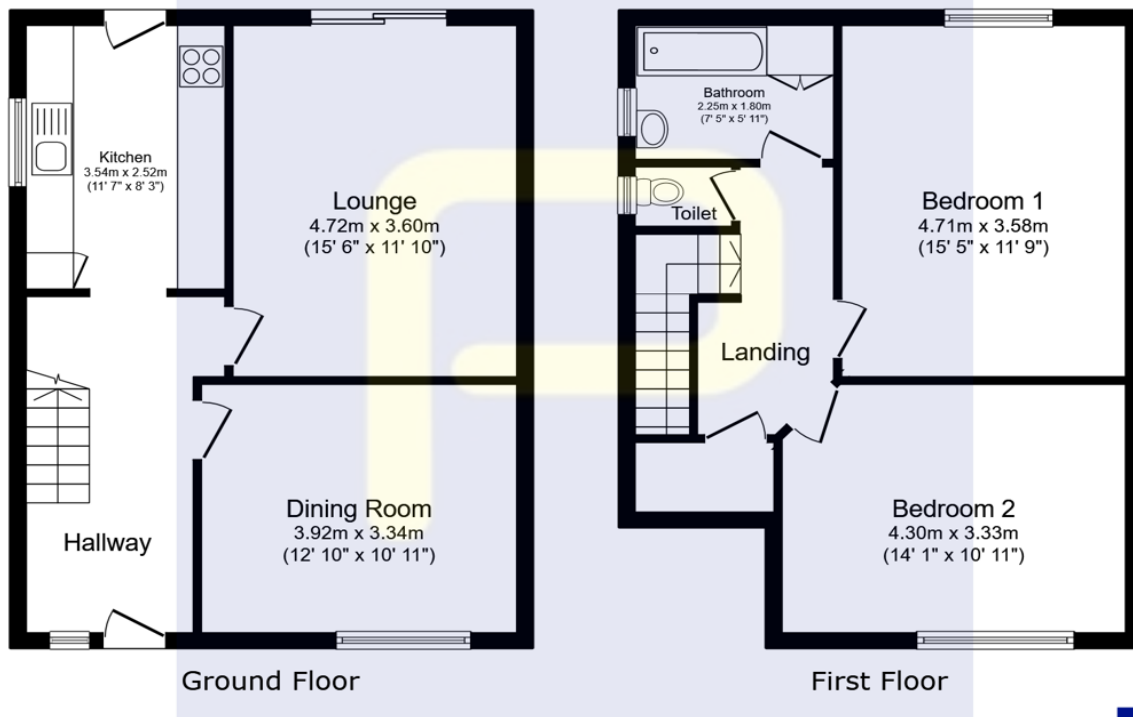 Kitchen
3.54m x 2.52m
(11' 7" x 8' 3")
Lounge
4.72m x 3.60m
(15' 6" x 11' 10")
Dining Room
3.92m x 3.34m
(12' 10" x 10' 11")
Hallway
Ground Floor
Bathroom
2.25m x 1.80m
(7' 5" x 5' 11")
Toilet
Bedroom 1
4.71m x 3.58m
(15' 5" x 11' 9")
Landing
Bedroom 2
4.30m x 3.33m
(14' 1" x 10' 11")
First Floor